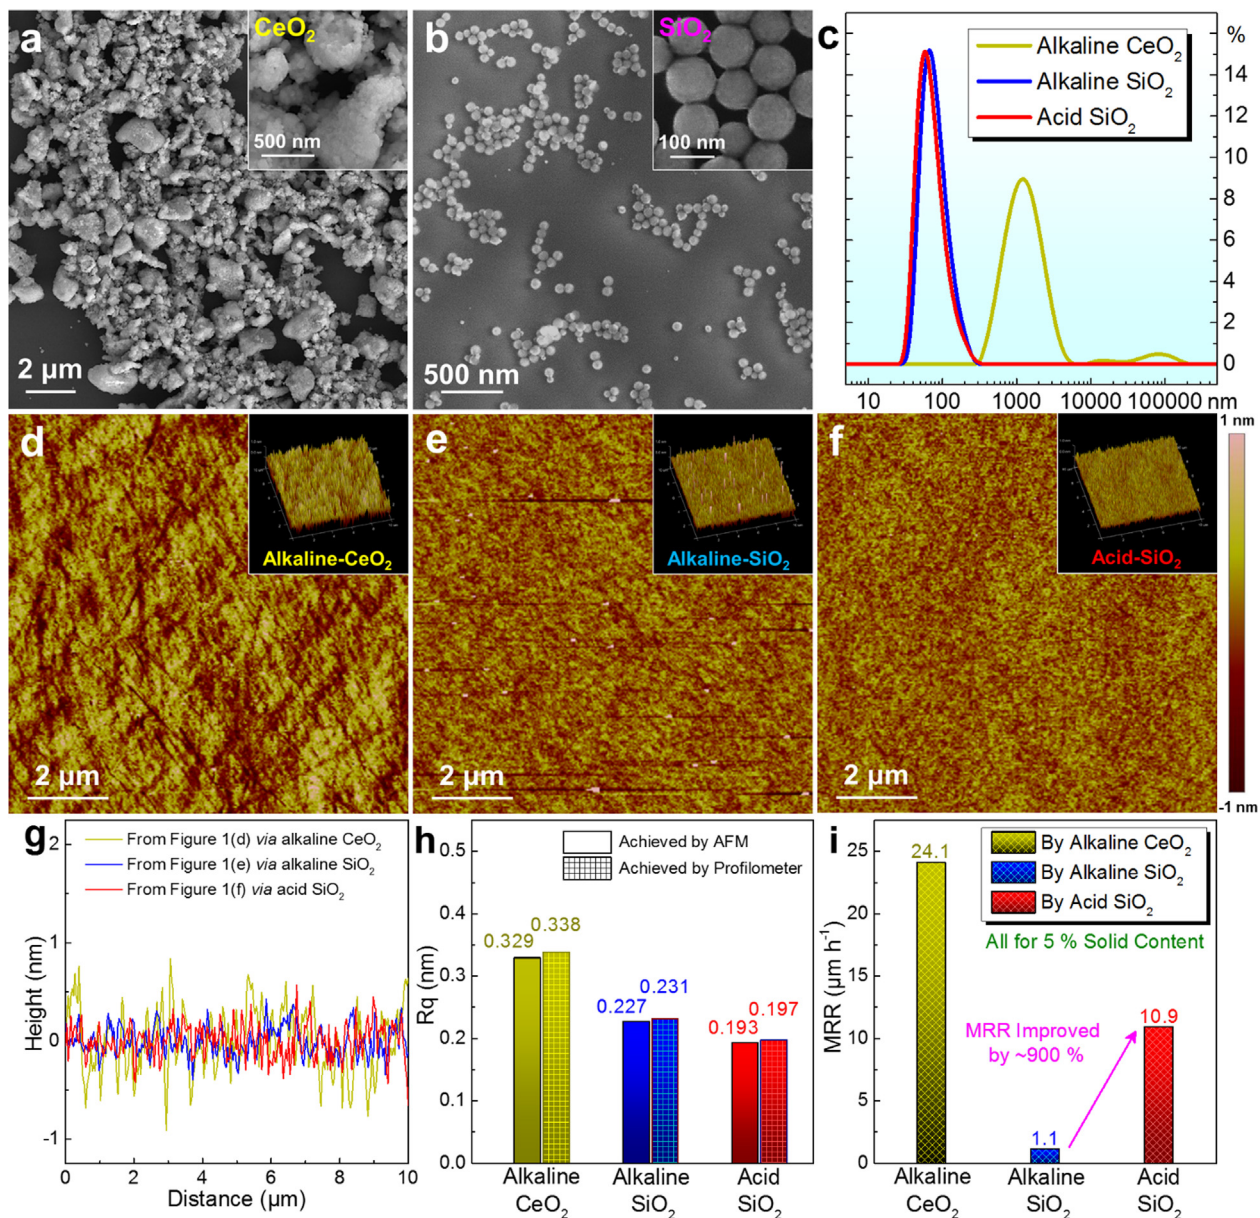 a
CeO₂
500 nm
2 µm
b
SiO₂
100 nm
500 nm
c
%
Alkaline CeO₂
Alkaline SiO₂
Acid SiO₂
14
12
10
8
6
4
2
0
10 100 1000 10000 100000 nm
d
Alkaline-CeO₂
2 µm
e
Alkaline-SiO₂
2 µm
f
Acid-SiO₂
2 µm
1 nm
-1 nm
g
From Figure 1(d) via alkaline CeO₂
From Figure 1(e) via alkaline SiO₂
From Figure 1(f) via acid SiO₂
Height (nm)
2
1
0
-1
0 2 4 6 8 10
Distance (µm)
h
Achieved by AFM
Achieved by Profilometer
Rq (nm)
0.5
0.4
0.3
0.2
0.1
0.0
0.329
0.338
0.227
0.231
0.193
0.197
Alkaline
CeO₂
Alkaline
SiO₂
Acid
SiO₂
i
By Alkaline CeO₂
By Alkaline SiO₂
By Acid SiO₂
All for 5 % Solid Content
MRR (µm h⁻¹)
25
20
15
10
5
0
24.1
1.1
10.9
MRR Improved
by ~900 %
Alkaline
CeO₂
Alkaline
SiO₂
Acid
SiO₂